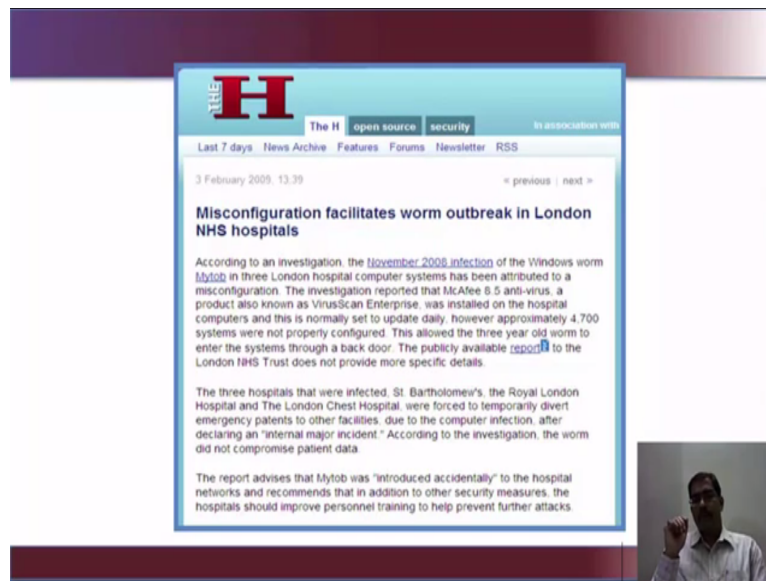 THE H
The H open source security In association with
Last 7 days News Archive Features Forums Newsletter RSS
3 February 2009, 13:39 « previous | next »
Misconfiguration facilitates worm outbreak in London
NHS hospitals
According to an investigation, the November 2008 infection of the Windows worm
Mytob in three London hospital computer systems has been attributed to a
misconfiguration. The investigation reported that McAfee 8.5 anti-virus, a
product also known as VirusScan Enterprise, was installed on the hospital
computers and this is normally set to update daily, however approximately 4,700
systems were not properly configured. This allowed the three year old worm to
enter the systems through a back door. The publicly available report to the
London NHS Trust does not provide more specific details.
The three hospitals that were infected, St. Bartholomew's, the Royal London
Hospital and The London Chest Hospital, were forced to temporarily divert
emergency patents to other facilities, due to the computer infection, after
declaring an "internal major incident." According to the investigation, the worm
did not compromise patient data.
The report advises that Mytob was "introduced accidentally" to the hospital
networks and recommends that in addition to other security measures, the
hospitals should improve personnel training to help prevent further attacks.